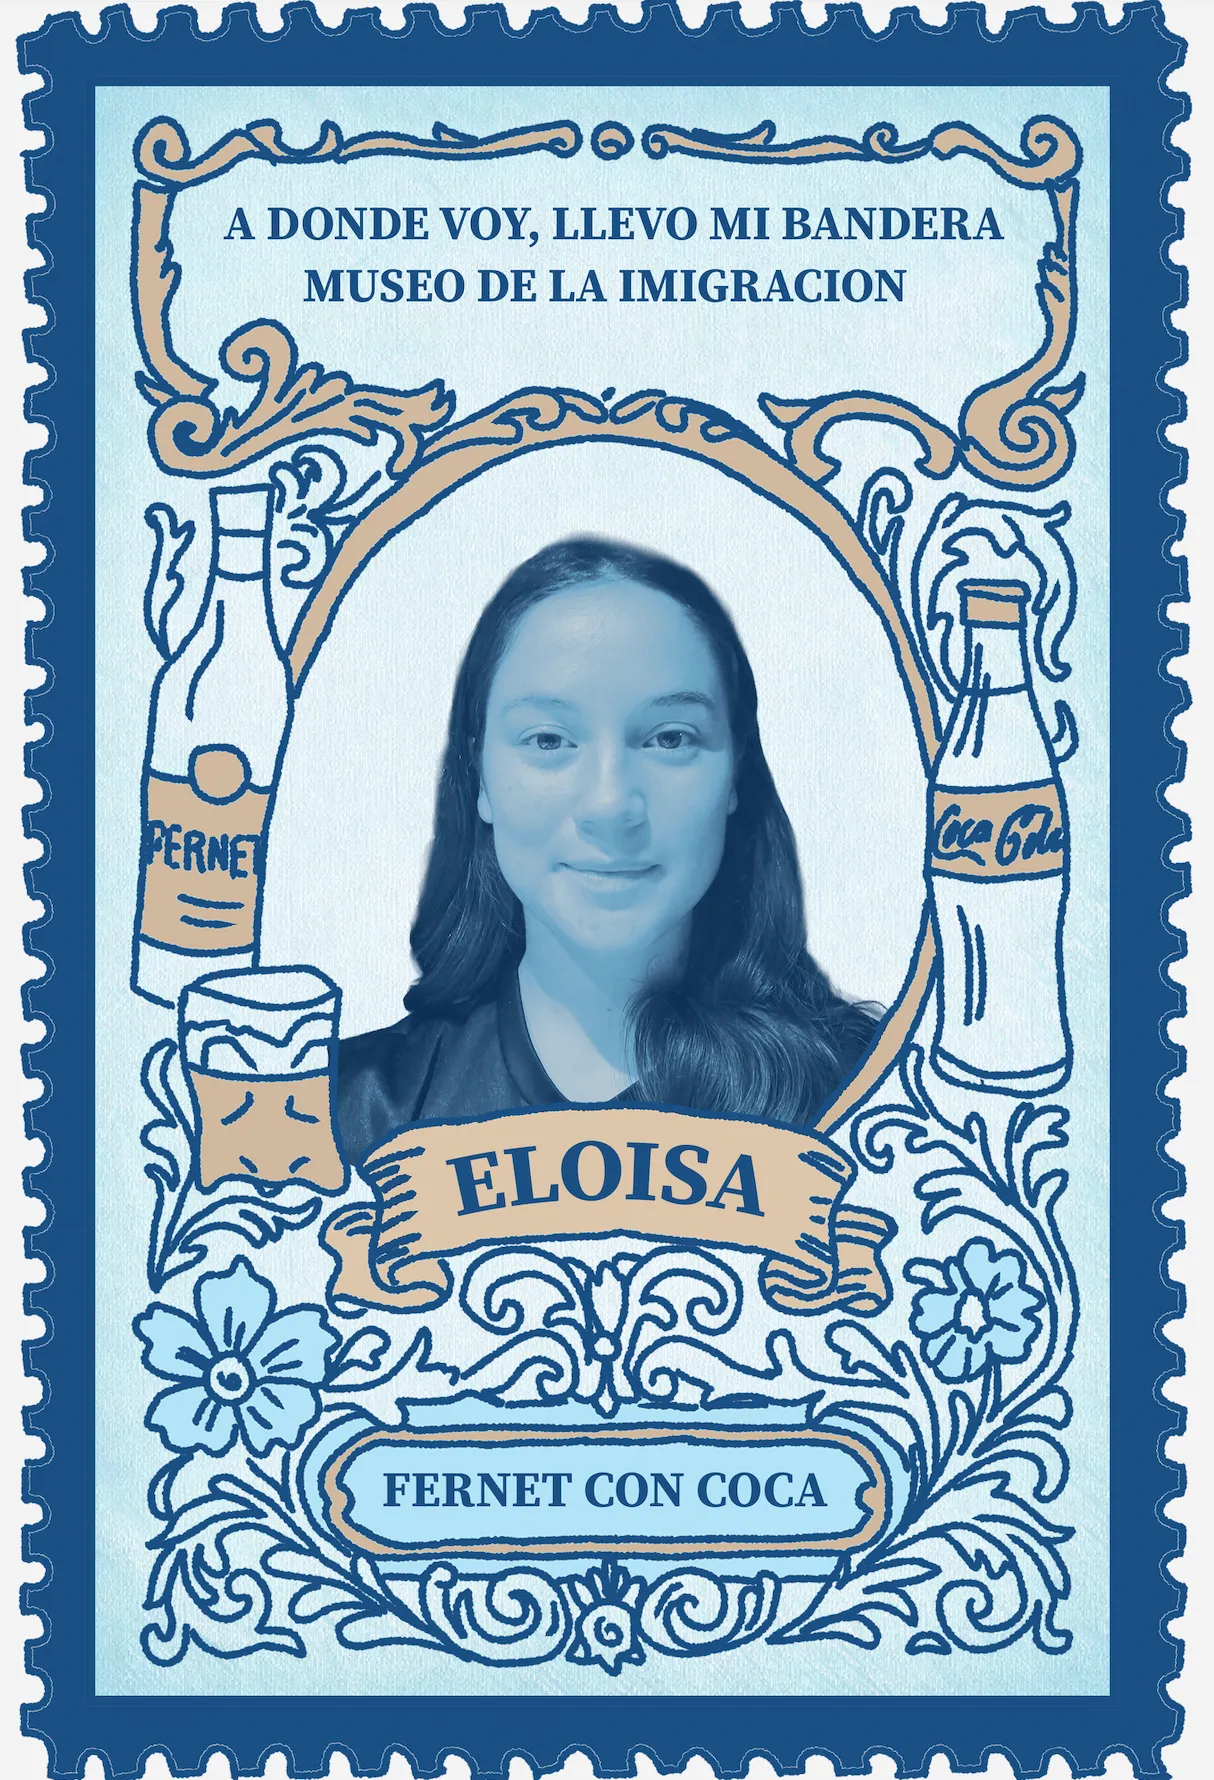 A DONDE VOY, LLEVO MI BANDERA
MUSEO DE LA IMIGRACION
FERNET
Coca Cola
ELOISA
FERNET CON COCA